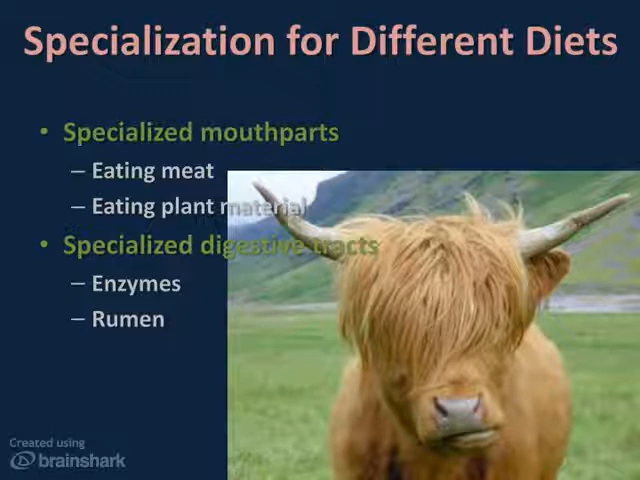 Specialization for Different Diets
• Specialized mouthparts
– Eating meat
– Eating plant material
• Specialized digestive tracts
– Enzymes
– Rumen
Created using
brainshark